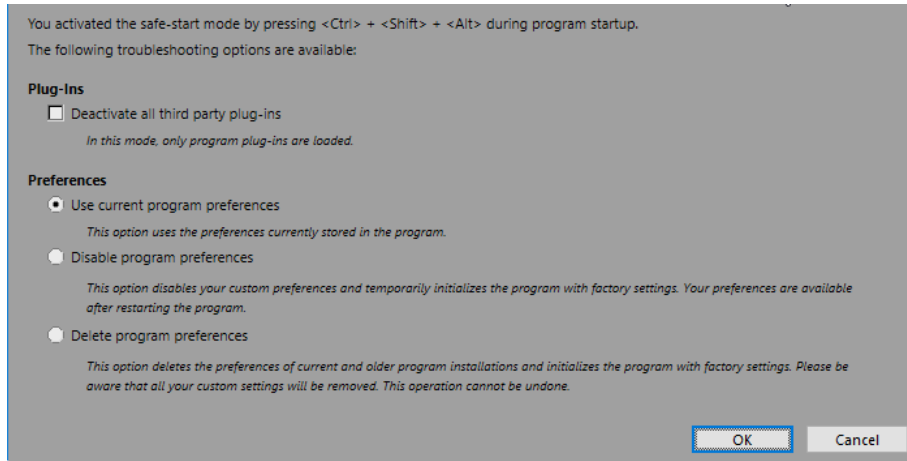 You activated the safe-start mode by pressing <Ctrl> + <Shift> + <Alt> during program startup.
The following troubleshooting options are available:
Plug-Ins
Deactivate all third party plug-ins
In this mode, only program plug-ins are loaded.
Preferences
Use current program preferences
This option uses the preferences currently stored in the program.
Disable program preferences
This option disables your custom preferences and temporarily initializes the program with factory settings. Your preferences are available
after restarting the program.
Delete program preferences
This option deletes the preferences of current and older program installations and initializes the program with factory settings. Please be
aware that all your custom settings will be removed. This operation cannot be undone.
OK Cancel